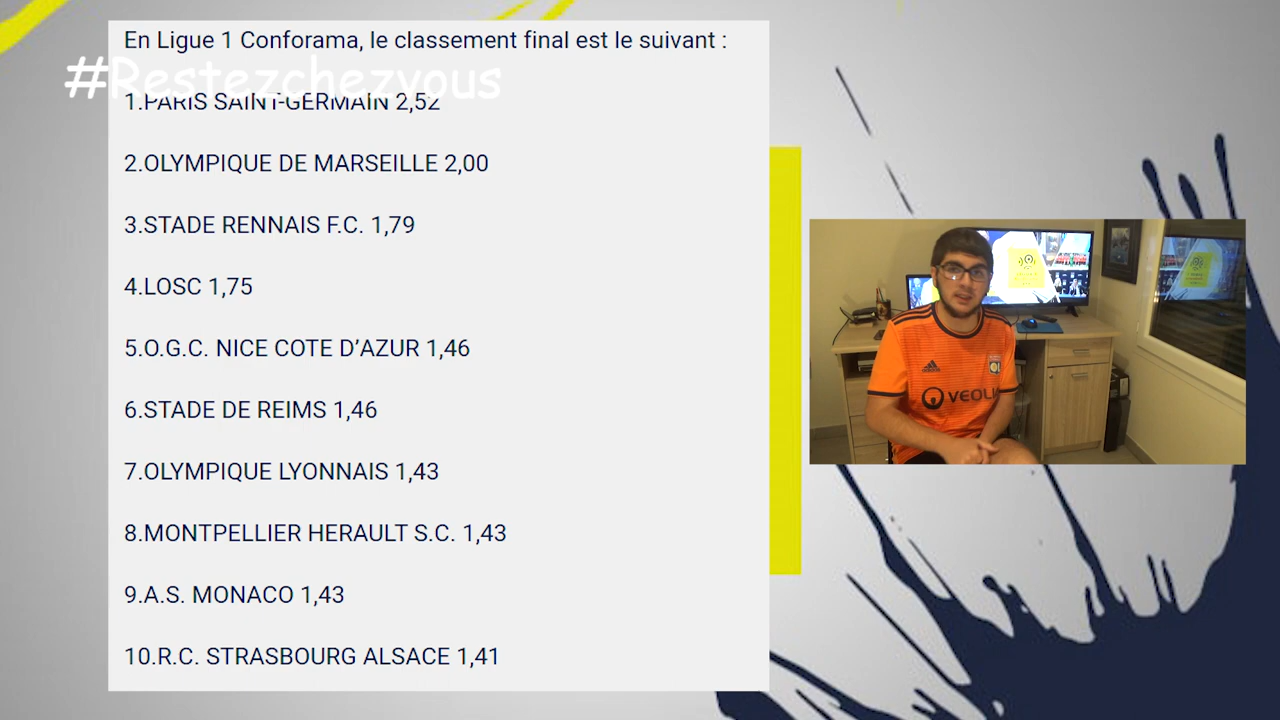 En Ligue 1 Conforama, le classement final est le suivant :
#Restezchezvous
1.PARIS SAINT-GERMAIN 2,52
2.OLYMPIQUE DE MARSEILLE 2,00
3.STADE RENNAIS F.C. 1,79
4.LOSC 1,75
5.O.G.C. NICE COTE D’AZUR 1,46
6.STADE DE REIMS 1,46
7.OLYMPIQUE LYONNAIS 1,43
8.MONTPELLIER HERAULT S.C. 1,43
9.A.S. MONACO 1,43
10.R.C. STRASBOURG ALSACE 1,41
adidas
VEOLIA